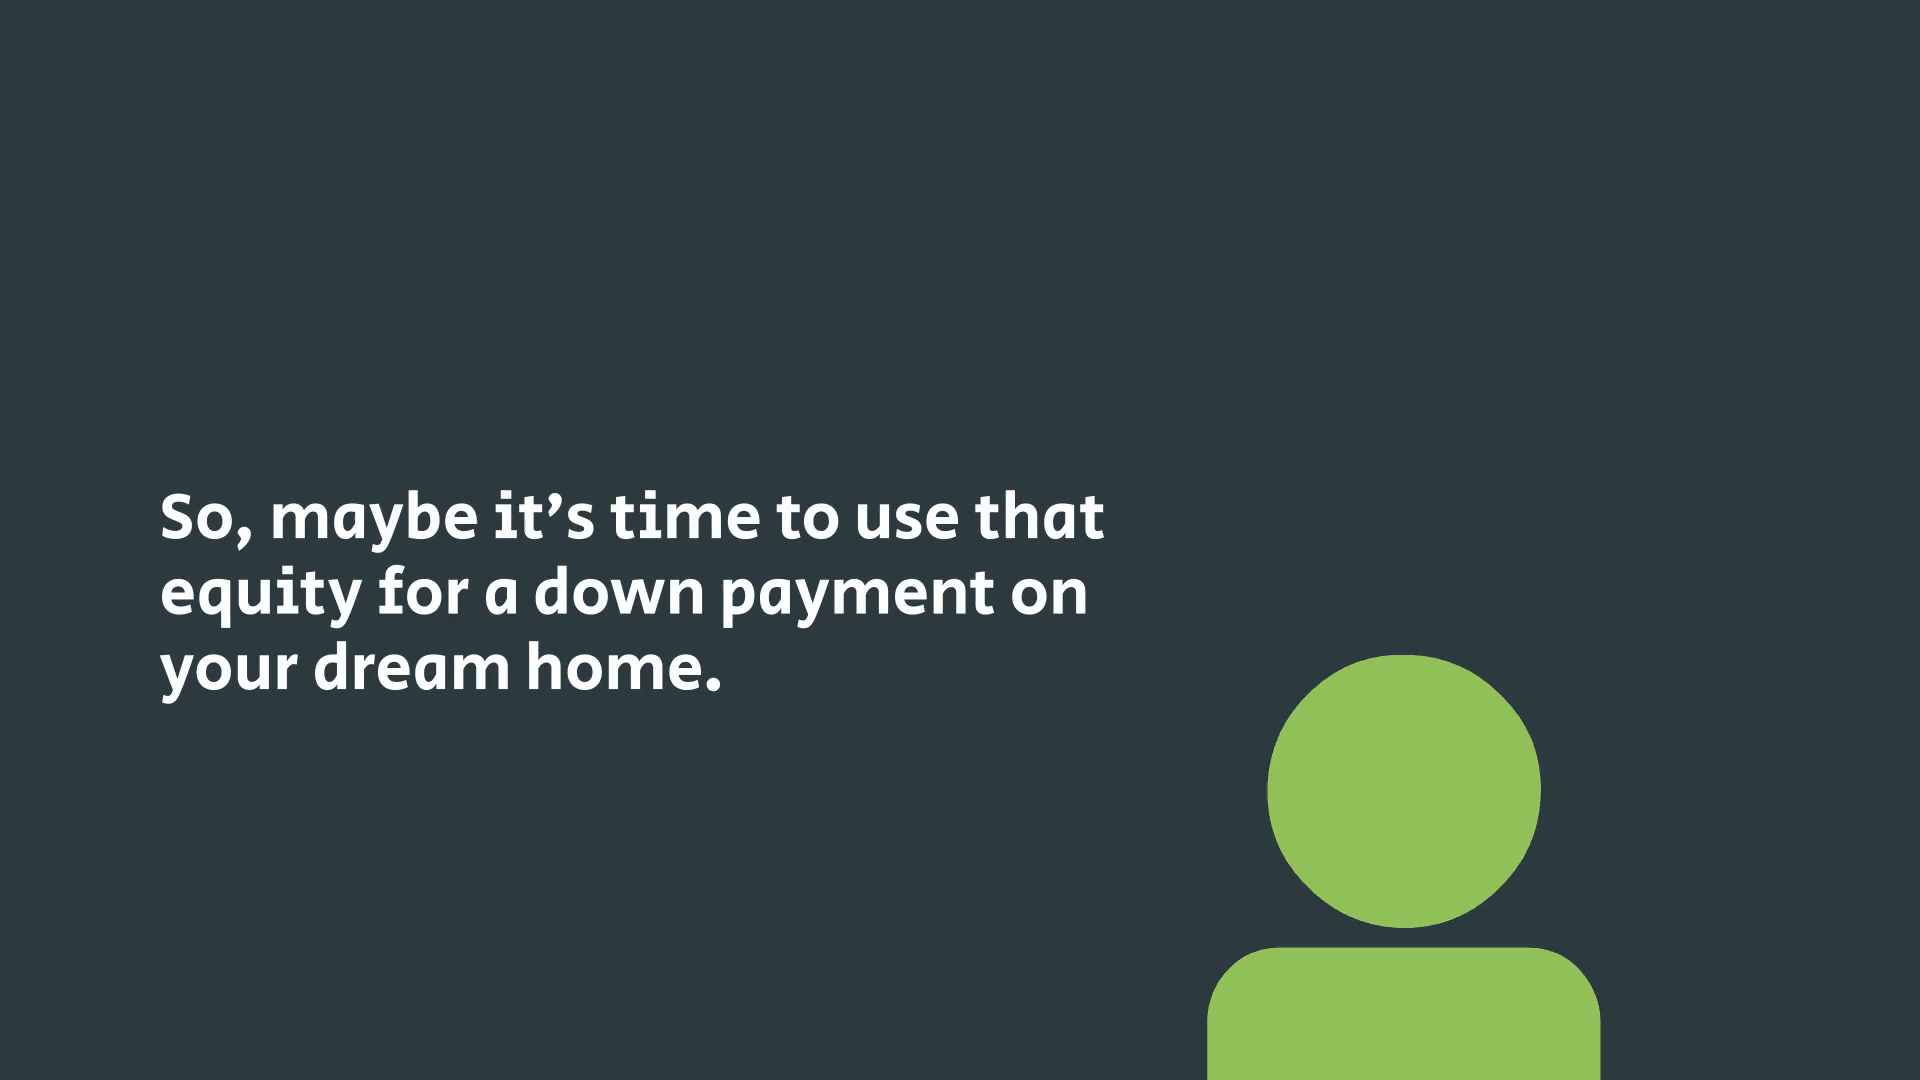 So, maybe it’s time to use that
equity for a down payment on
your dream home.